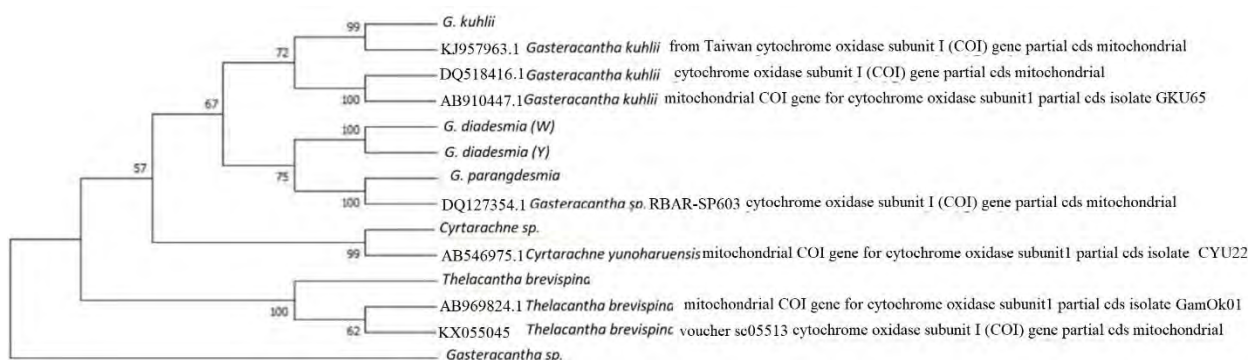 G. kuhlii
99
KJ957963.1 Gasteracantha kuhlii from Taiwan cytochrome oxidase subunit I (COI) gene partial cds mitochondrial
72
DQ518416.1 Gasteracantha kuhlii cytochrome oxidase subunit I (COI) gene partial cds mitochondrial
100
AB910447.1 Gasteracantha kuhlii mitochondrial COI gene for cytochrome oxidase subunit1 partial cds isolate GKU65
67
G. diadesmia (W)
100
G. diadesmia (Y)
57
75
G. parangdesmia
100
DQ127354.1 Gasteracantha sp. RBAR-SP603 cytochrome oxidase subunit I (COI) gene partial cds mitochondrial
Cyrtarachne sp.
99
AB546975.1 Cyrtarachne yunoharuensis mitochondrial COI gene for cytochrome oxidase subunit1 partial cds isolate CYU22
Thelacantha brevispina
100
AB969824.1 Thelacantha brevispina mitochondrial COI gene for cytochrome oxidase subunit1 partial cds isolate GamOk01
62
KX055045 Thelacantha brevispina voucher sc05513 cytochrome oxidase subunit I (COI) gene partial cds mitochondrial
Gasteracantha sp.